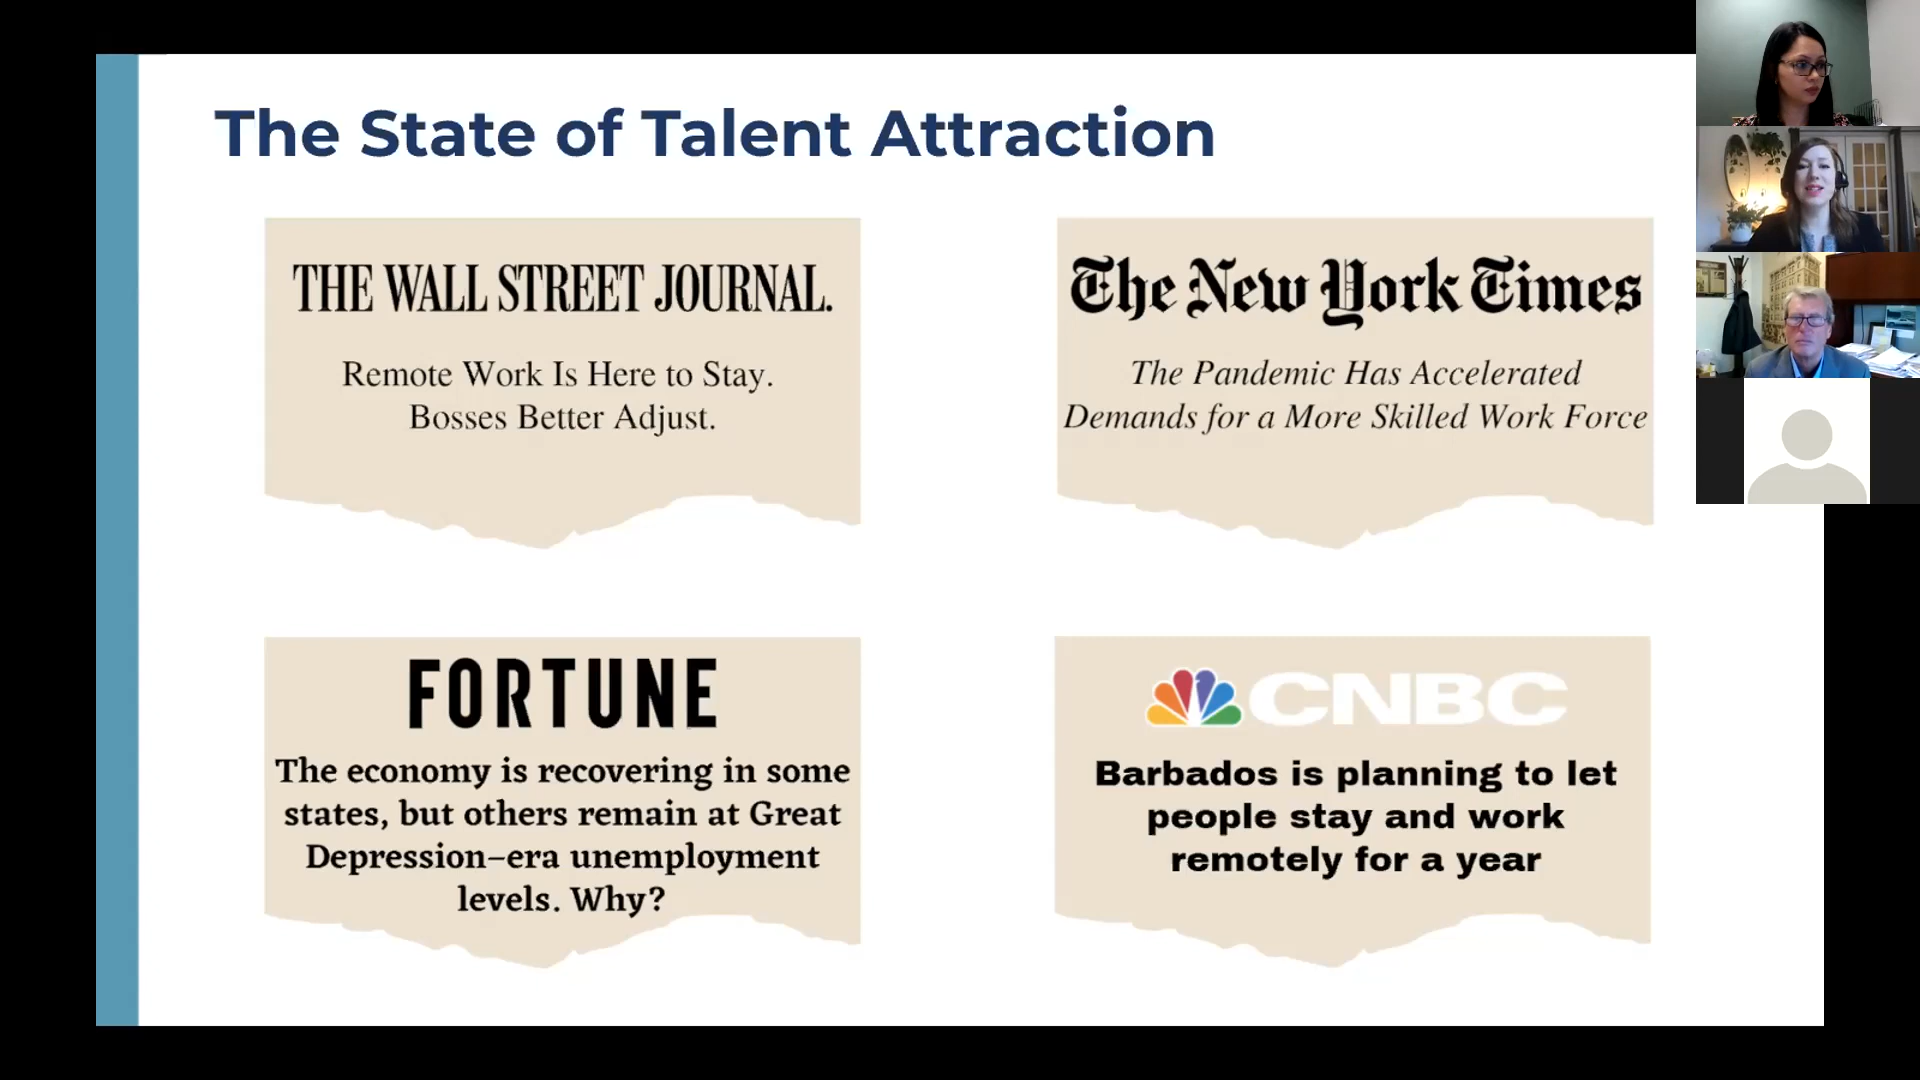 The State of Talent Attraction
THE WALL STREET JOURNAL.
Remote Work Is Here to Stay.
Bosses Better Adjust.
The New York Times
The Pandemic Has Accelerated
Demands for a More Skilled Work Force
FORTUNE
The economy is recovering in some
states, but others remain at Great
Depression–era unemployment
levels. Why?
CNBC
Barbados is planning to let
people stay and work
remotely for a year